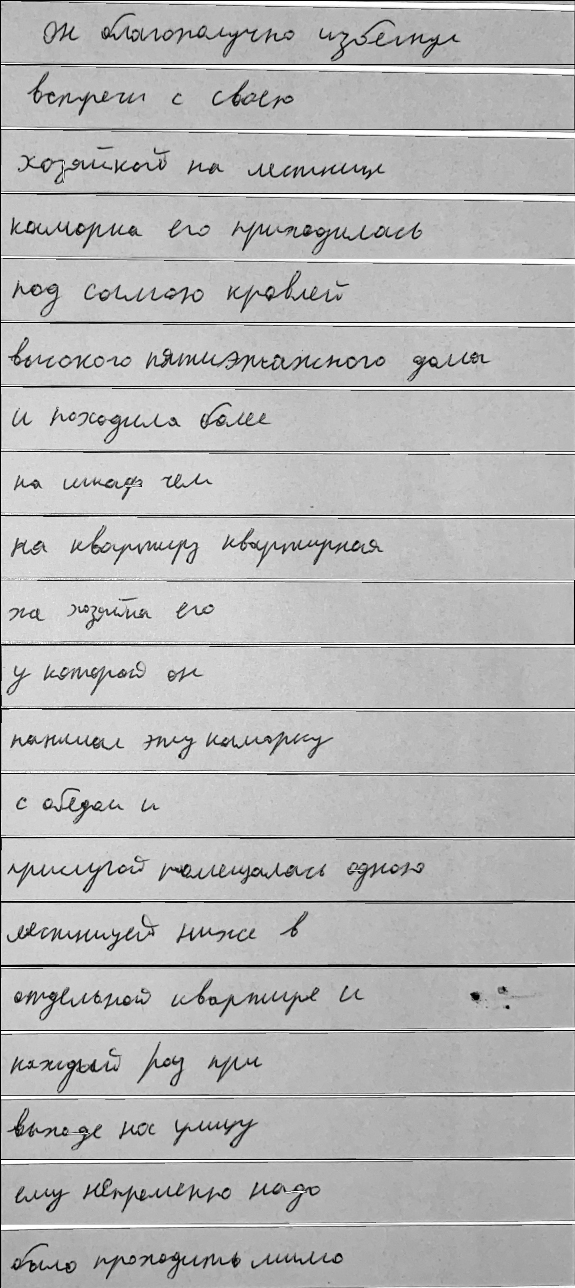 Он благополучно избегнул
встречи с своею
хозяйкой на лестнице
каморка его приходилась
под самою кровлей
высокого пятиэтажного дома
и походила более
на шкаф чем
на квартиру квартирная
же хозяйка его
у которой он
нанимал эту каморку
с обедом и
прислугой помещалась одною
лестницей ниже в
отдельной квартире и
каждый раз при
выходе на улицу
ему непременно надо
было проходить мимо